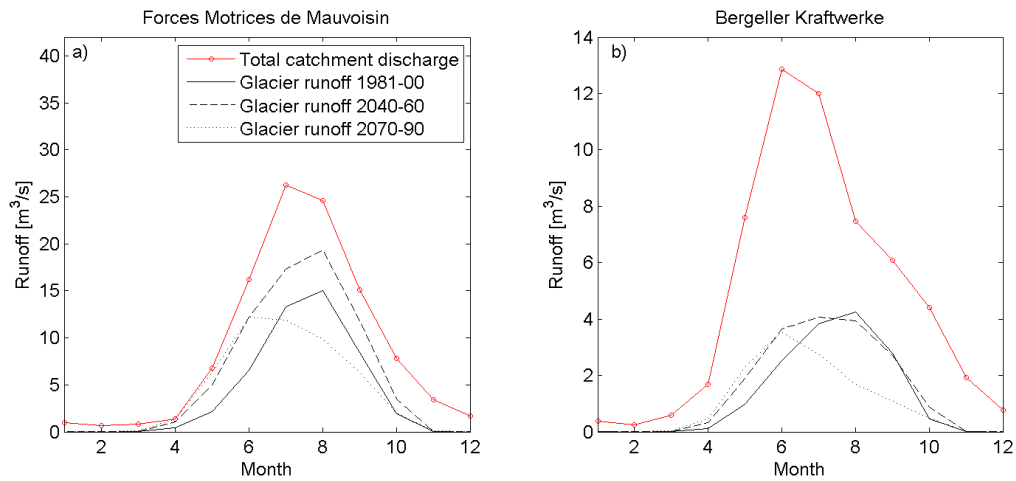 Forces Motrices de Mauvoisin
a)
Total catchment discharge
Glacier runoff 1981-00
Glacier runoff 2040-60
Glacier runoff 2070-90
40
35
30
25
20
15
10
5
0
Runoff [m³/s]
2 4 6 8 10 12
Month
Bergeller Kraftwerke
b)
14
12
10
8
6
4
2
0
Runoff [m³/s]
2 4 6 8 10 12
Month